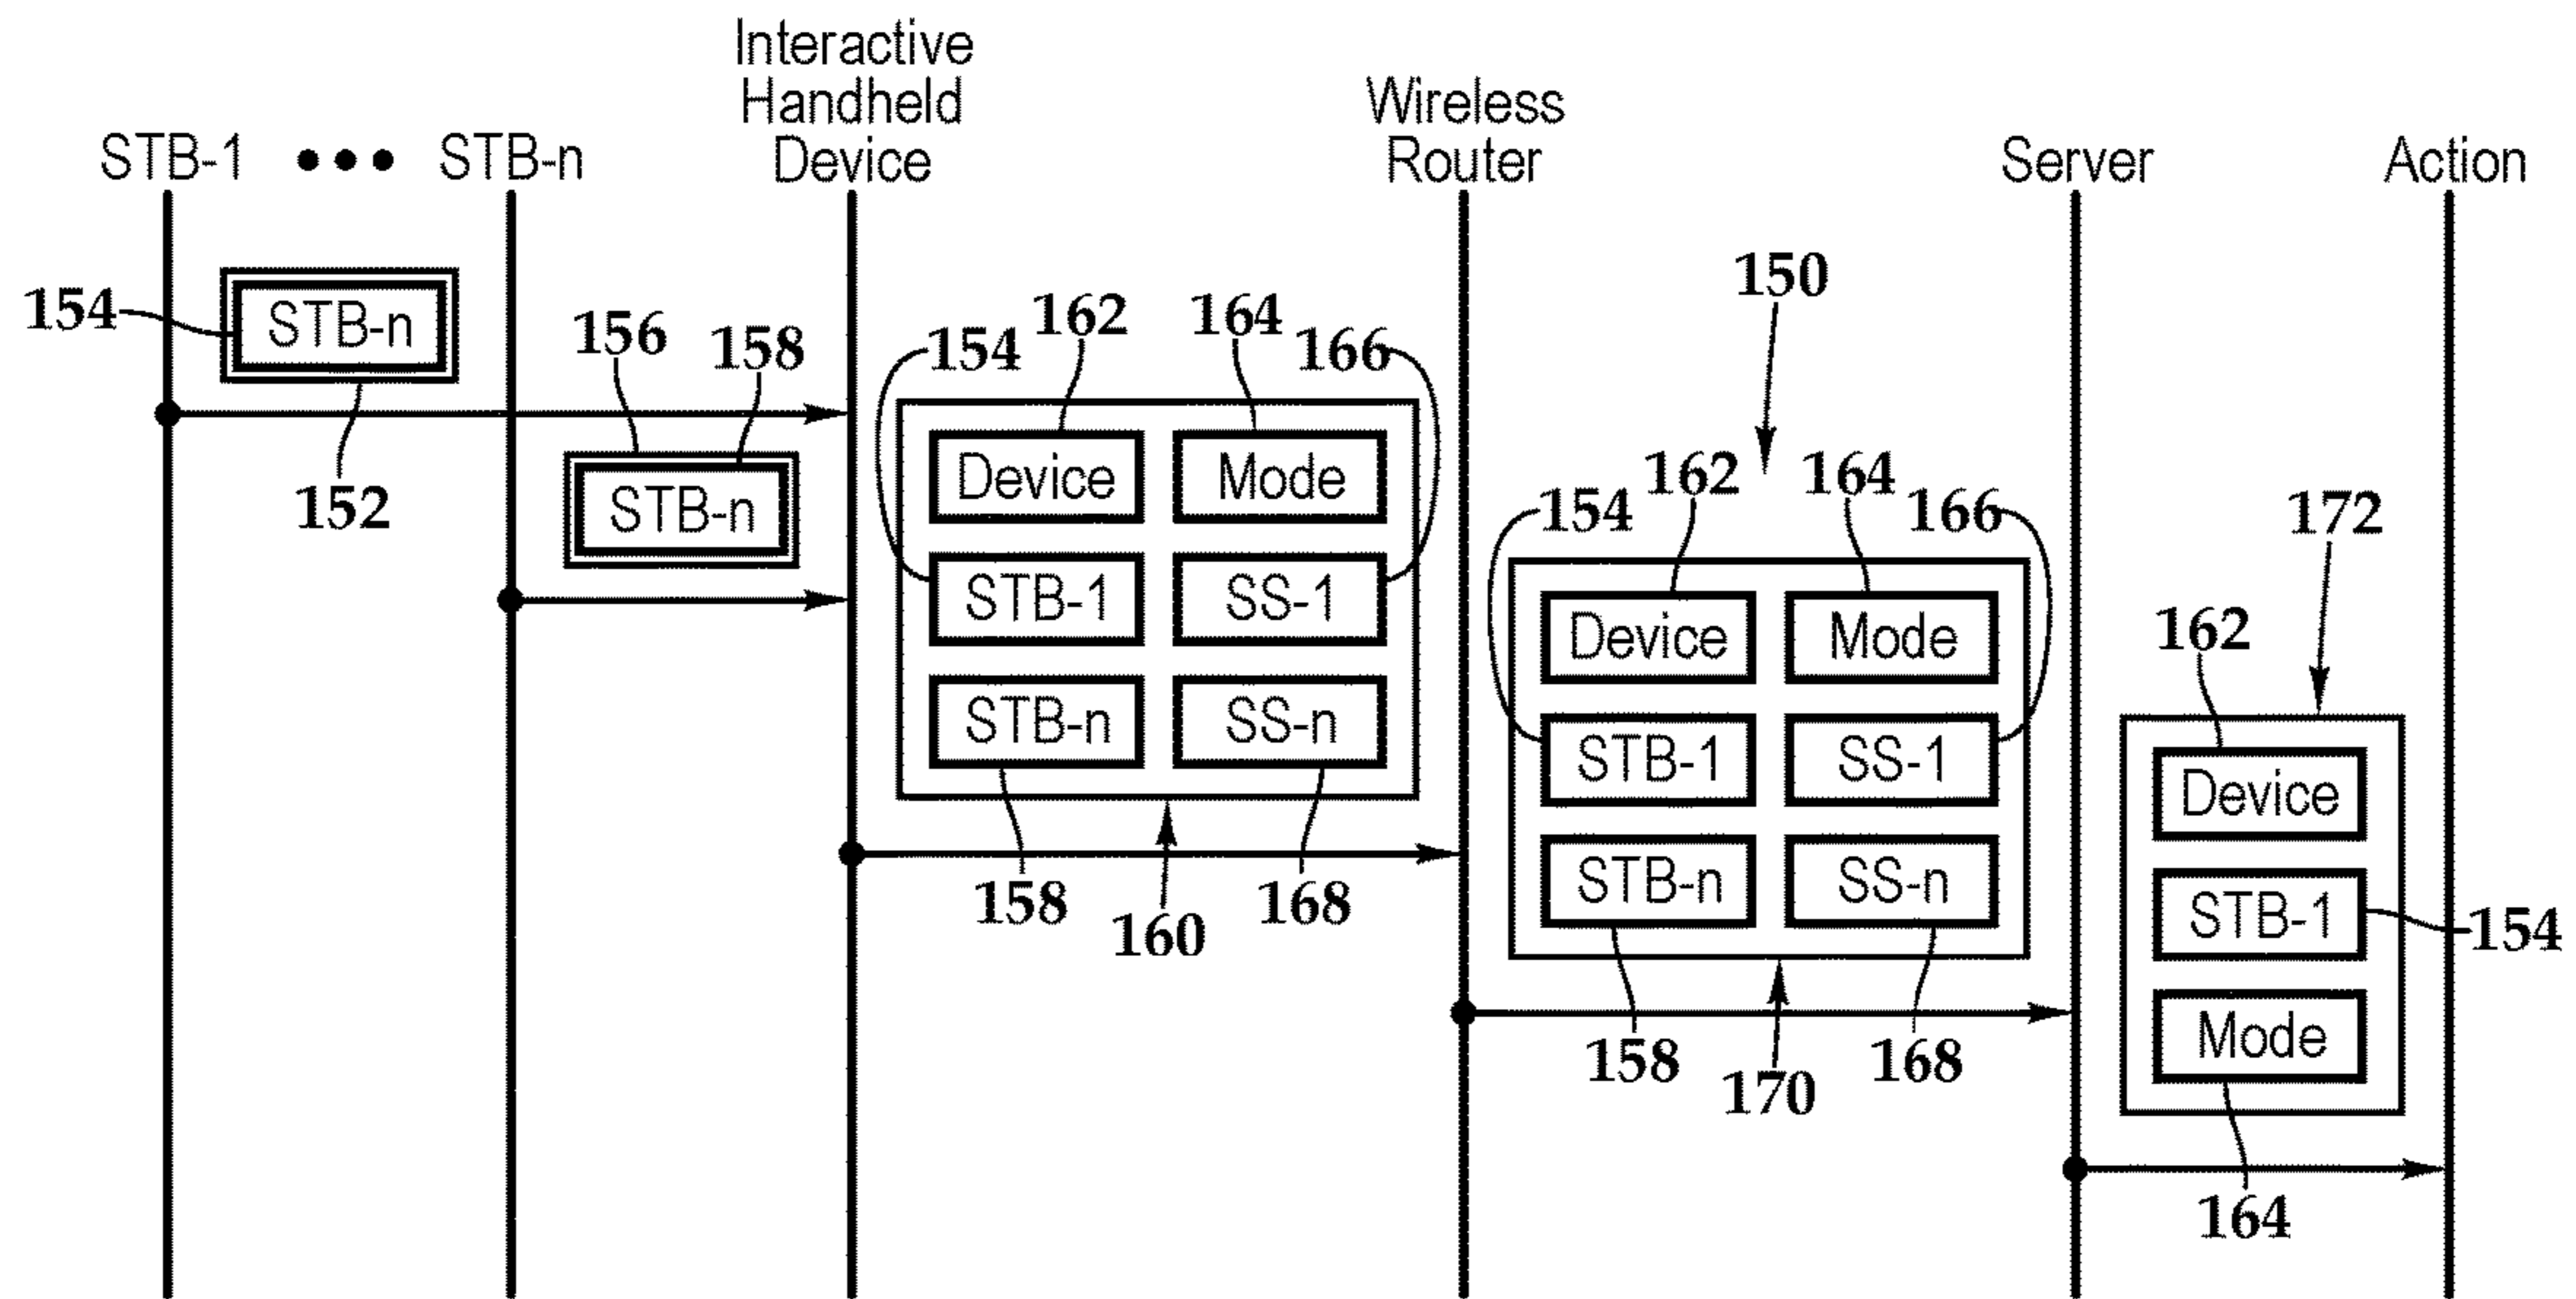 Interactive
Handheld
Device
Wireless
Router
STB-1 ••• STB-n
Server
Action
150
154
STB-n
152
156
158
STB-n
154
162
164
166
Device
Mode
STB-1
SS-1
STB-n
SS-n
158
160
168
154
162
164
166
Device
Mode
STB-1
SS-1
STB-n
SS-n
158
170
168
172
162
Device
STB-1
154
Mode
164